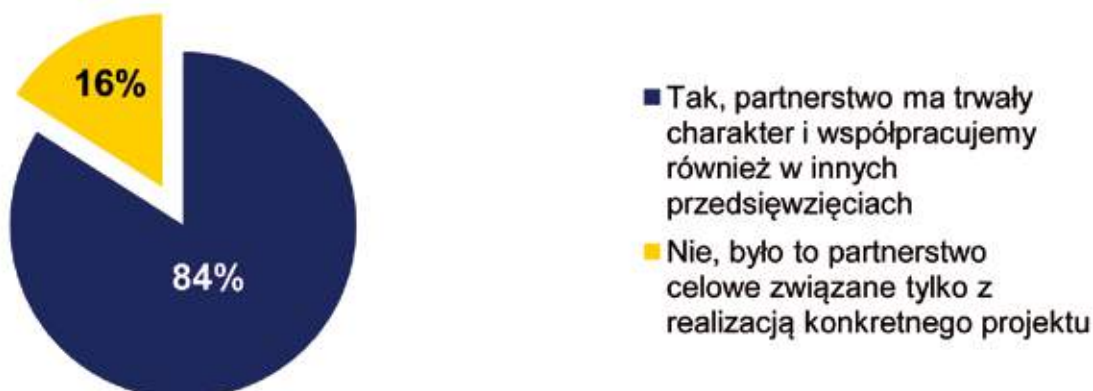 16%
84%
Tak, partnerstwo ma trwały
charakter i współpracujemy
również w innych
przedsięwzięciach
Nie, było to partnerstwo
celowe związane tylko z
realizacją konkretnego projektu